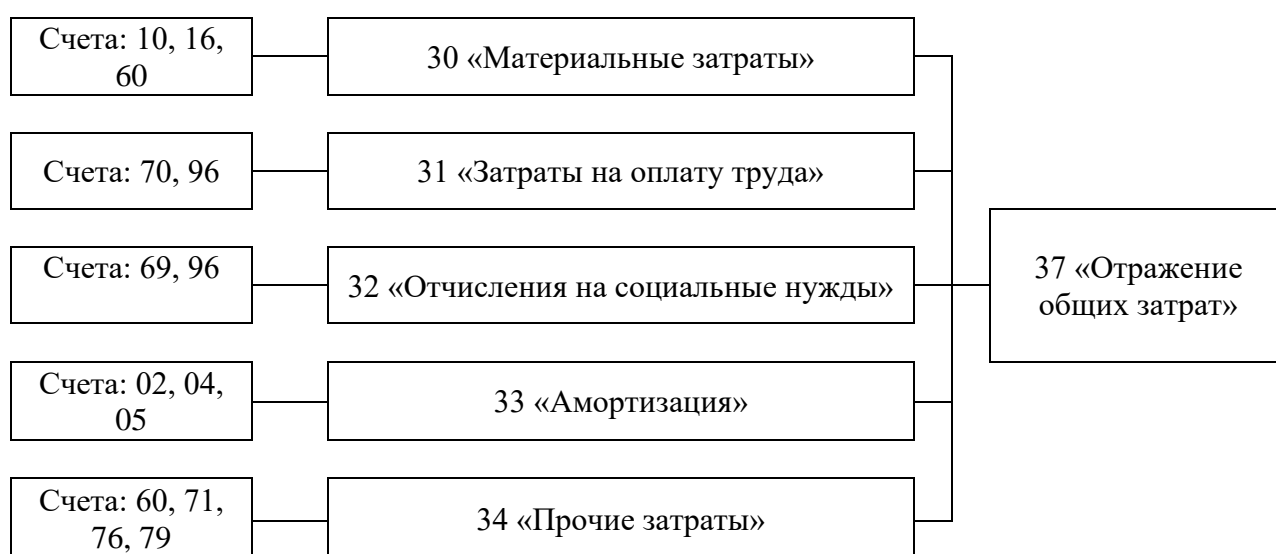 Счета: 10, 16,
60
30 «Материальные затраты»
Счета: 70, 96
31 «Затраты на оплату труда»
Счета: 69, 96
32 «Отчисления на социальные нужды»
37 «Отражение
общих затрат»
Счета: 02, 04,
05
33 «Амортизация»
Счета: 60, 71,
76, 79
34 «Прочие затраты»